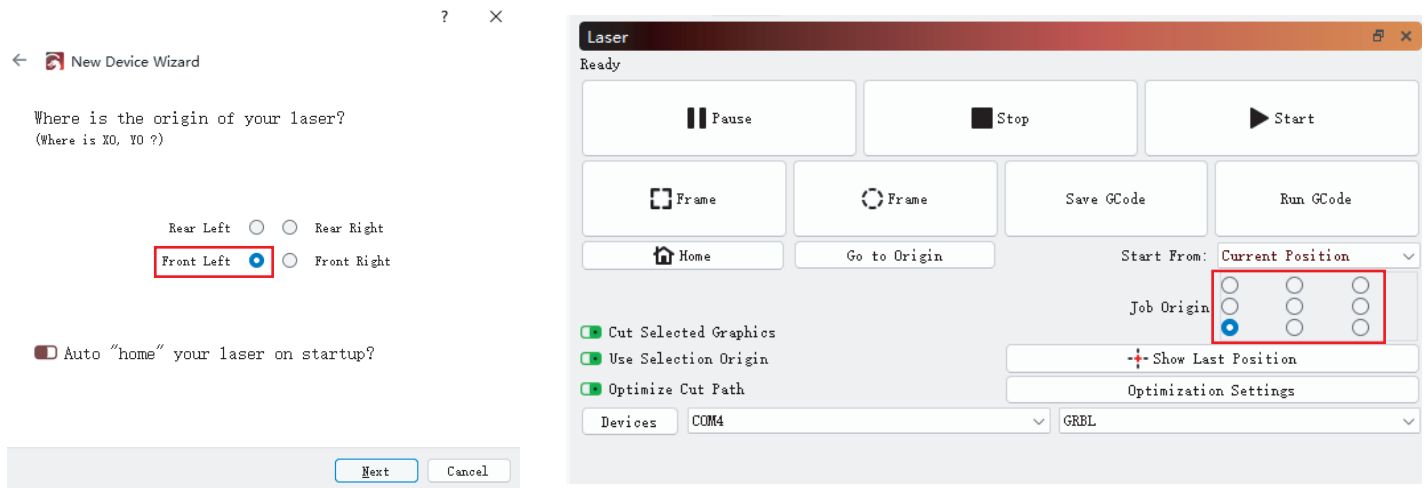 ?
New Device Wizard
Where is the origin of your laser?
(Where is X0, Y0 ?)
Rear Left Rear Right
Front Left Front Right
Auto "home" your laser on startup?
Next Cancel
Laser
Ready
Pause Stop Start
Frame Frame Save GCode Run GCode
Home Go to Origin Start From: Current Position
Job Origin
Cut Selected Graphics
Use Selection Origin Show Last Position
Optimize Cut Path Optimization Settings
Devices COM4 GRBL